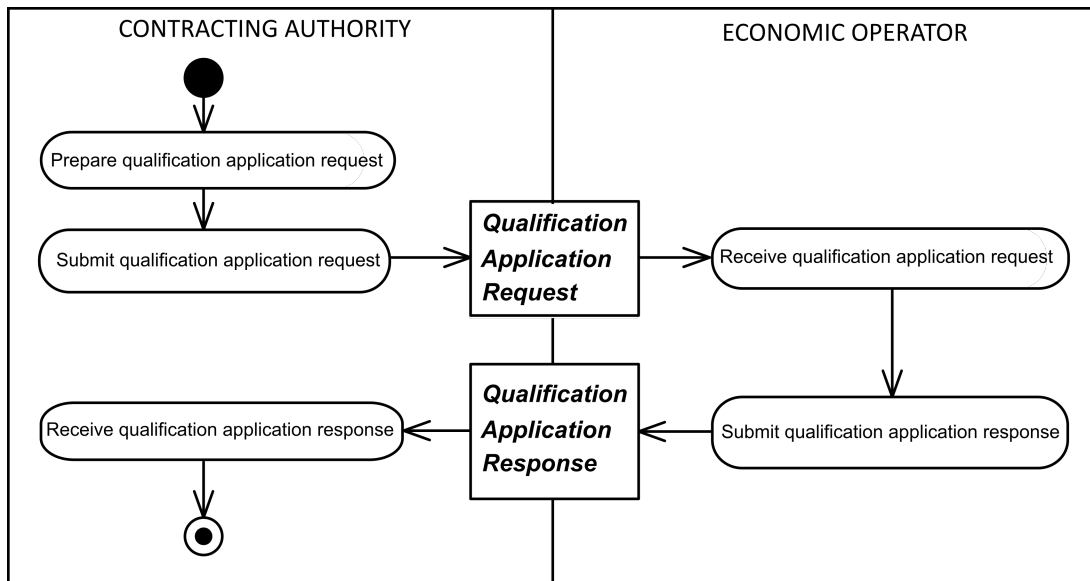 CONTRACTING AUTHORITY
ECONOMIC OPERATOR
Prepare qualification application request
Submit qualification application request
Qualification
Application
Request
Receive qualification application request
Receive qualification application response
Qualification
Application
Response
Submit qualification application response